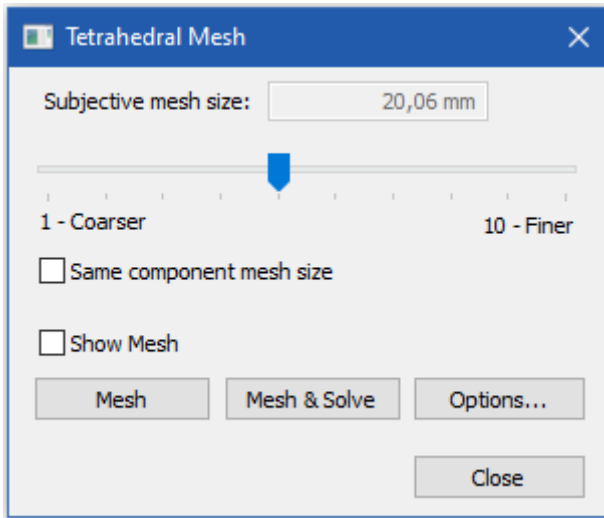 Tetrahedral Mesh
Subjective mesh size: 20,06 mm
1 - Coarser 10 - Finer
Same component mesh size
Show Mesh
Mesh Mesh & Solve Options...
Close